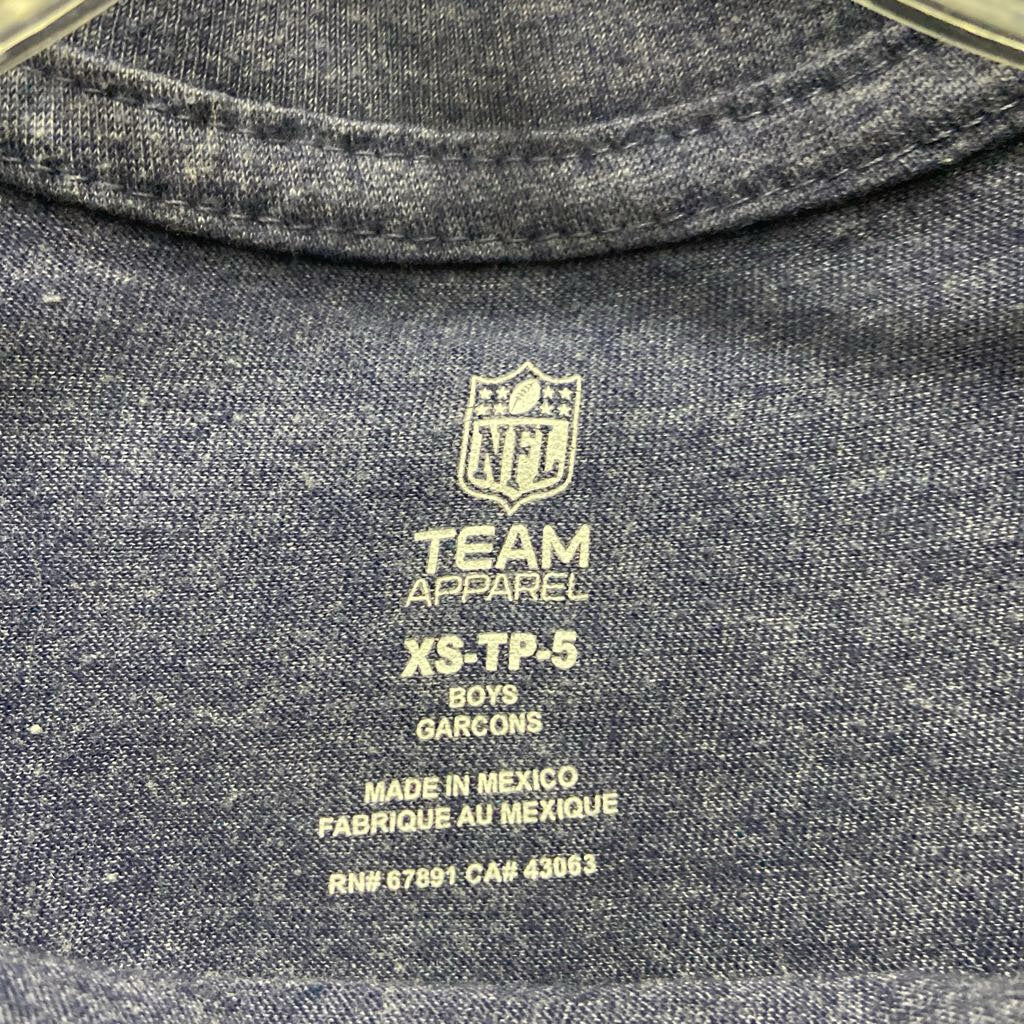 NFL
TEAM
APPAREL
XS-TP-5
BOYS
GARCONS
MADE IN MEXICO
FABRIQUE AU MEXIQUE
RN# 67891 CA# 43063